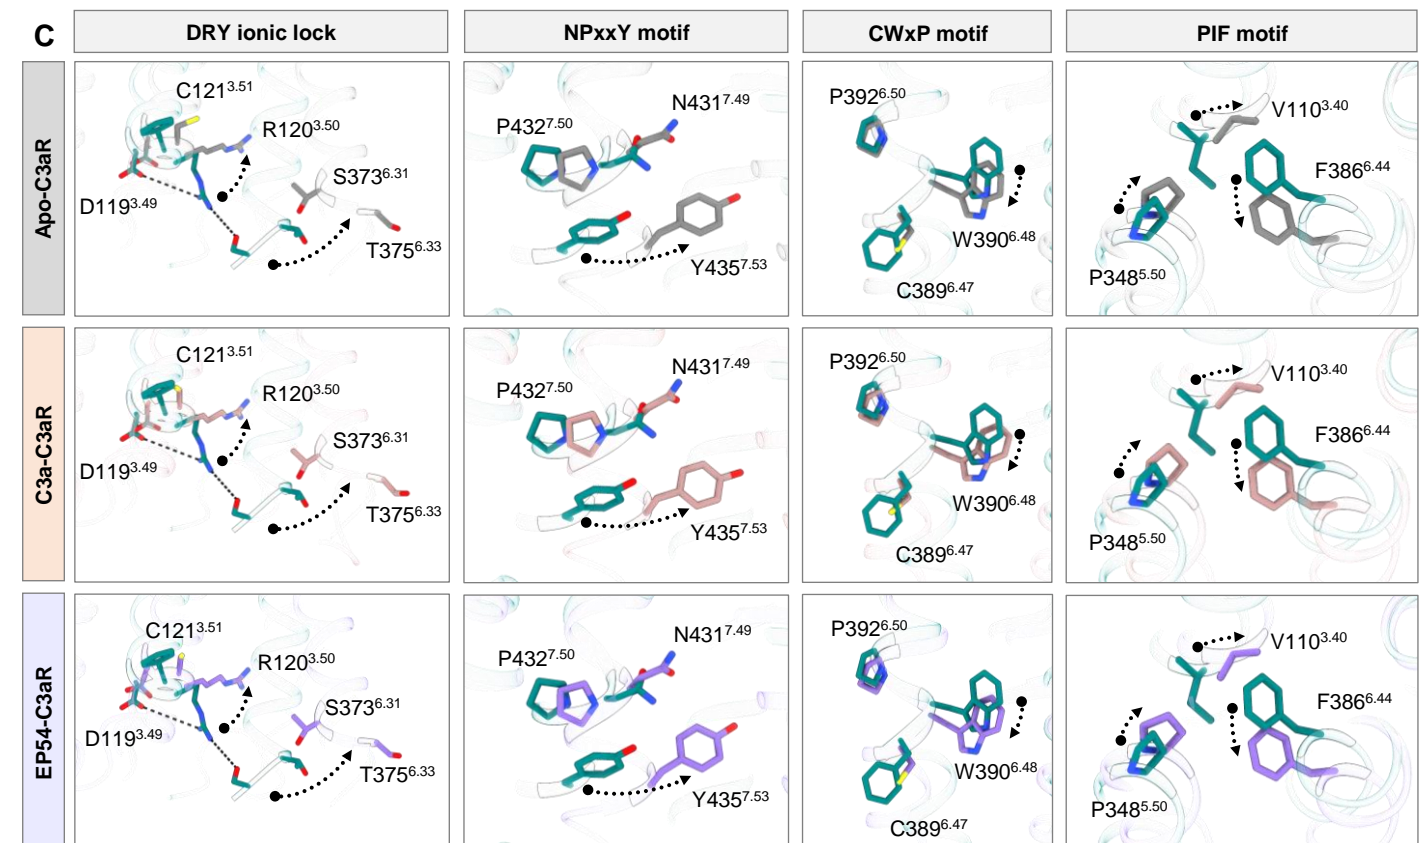 C
DRY ionic lock
NPxxY motif
CWxP motif
PIF motif
Apo-C3aR
C121^3.51
R120^3.50
S373^6.31
D119^3.49
T375^6.33
N431^7.49
P432^7.50
Y435^7.53
P392^6.50
W390^6.48
C389^6.47
V110^3.40
F386^6.44
P348^5.50
C3a-C3aR
C121^3.51
R120^3.50
S373^6.31
D119^3.49
T375^6.33
N431^7.49
P432^7.50
Y435^7.53
P392^6.50
W390^6.48
C389^6.47
V110^3.40
F386^6.44
P348^5.50
EP54-C3aR
C121^3.51
R120^3.50
S373^6.31
D119^3.49
T375^6.33
N431^7.49
P432^7.50
Y435^7.53
P392^6.50
W390^6.48
C389^6.47
V110^3.40
F386^6.44
P348^5.50